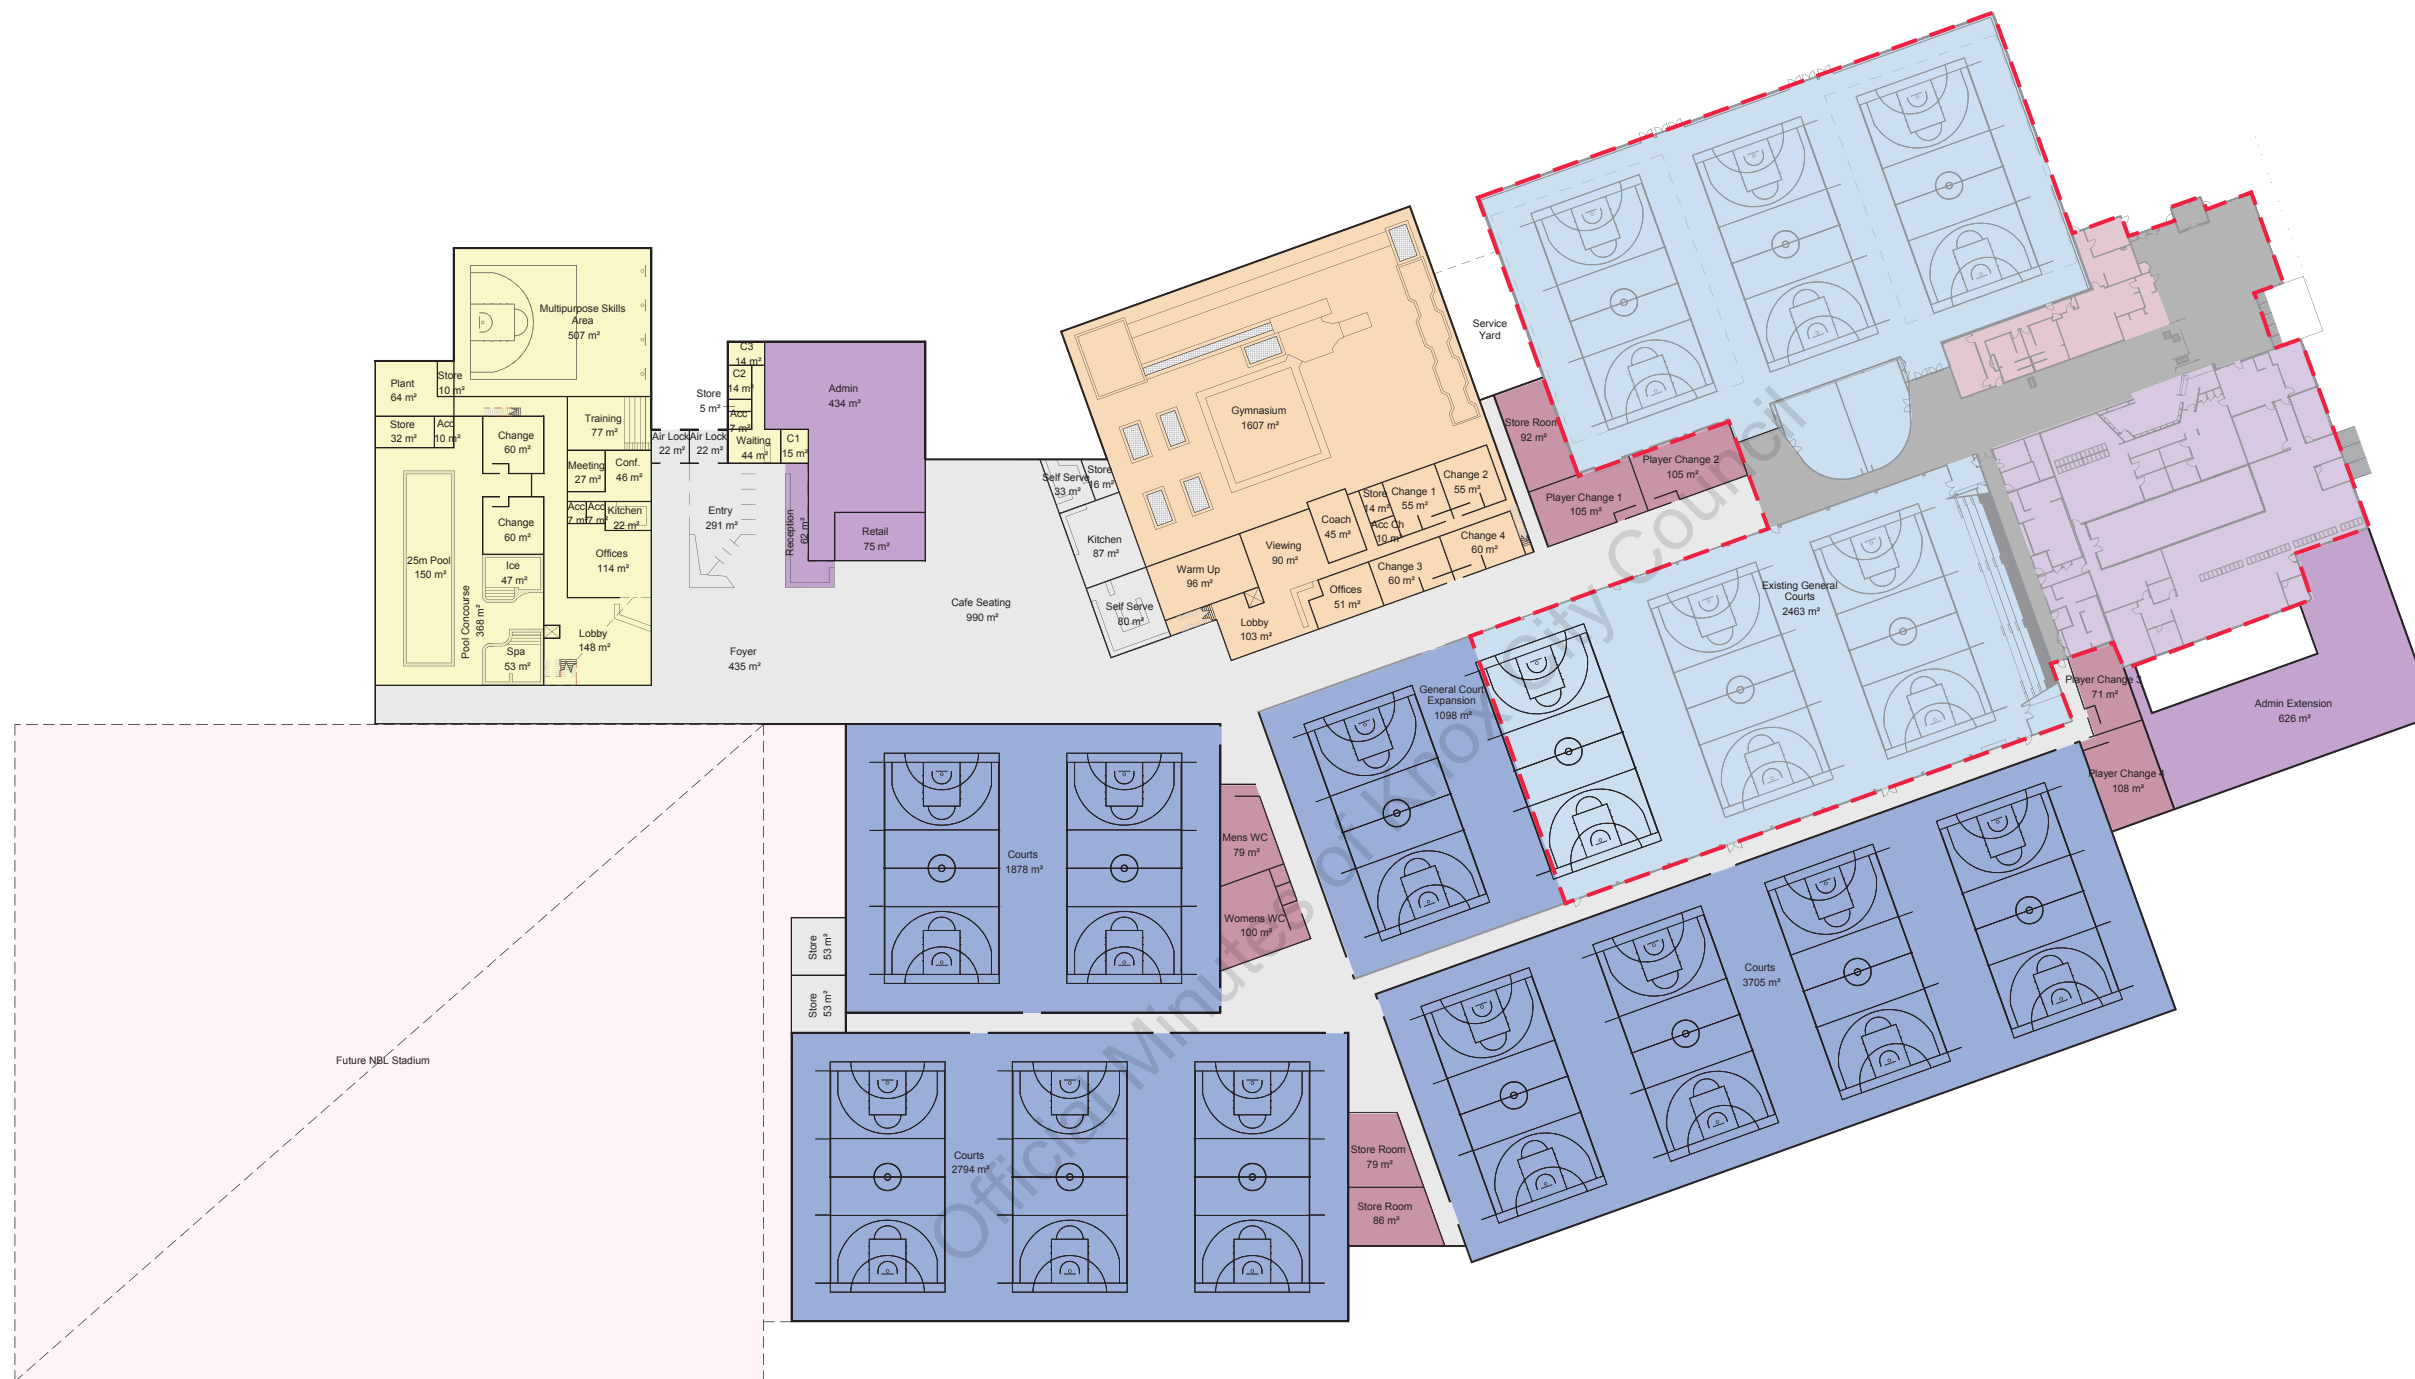 Multipurpose Skills
Area
507 m²
Plant
64 m²
Store
10 m²
Store
32 m²
Acc
10 m²
Change
60 m²
Training
77 m²
Meeting
27 m²
Conf.
46 m²
Change
60 m²
Acc
7 m²
Acc
7 m²
Kitchen
22 m²
25m Pool
150 m²
Pool Concourse
368 m²
Ice
47 m²
Offices
114 m²
Spa
53 m²
Lobby
148 m²
Air Lock
22 m²
Air Lock
22 m²
Store
5 m²
C3
14 m²
C2
14 m²
Acc
7 m²
Waiting
44 m²
C1
15 m²
Admin
434 m²
Entry
291 m²
Reception
62 m²
Retail
75 m²
Foyer
435 m²
Cafe Seating
990 m²
Self Serve
33 m²
Store
16 m²
Kitchen
87 m²
Self Serve
80 m²
Gymnasium
1607 m²
Warm Up
96 m²
Viewing
90 m²
Coach
45 m²
Store
14 m²
Acc Ch
10 m²
Change 1
55 m²
Change 2
55 m²
Change 3
60 m²
Change 4
60 m²
Offices
51 m²
Lobby
103 m²
Service
Yard
Store Room
92 m²
Player Change 1
105 m²
Player Change 2
105 m²
Existing General
Courts
2463 m²
General Court
Expansion
1098 m²
Player Change 3
71 m²
Player Change 4
108 m²
Admin Extension
626 m²
Courts
1878 m²
Mens WC
79 m²
Womens WC
100 m²
Store
53 m²
Store
53 m²
Courts
3705 m²
Courts
2794 m²
Store Room
79 m²
Store Room
86 m²
Future NBL Stadium
Official Minutes of Knox City Council